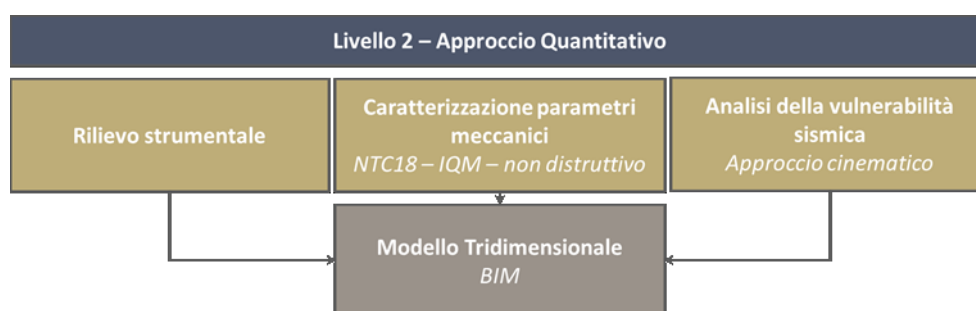 Livello 2 – Approccio Quantitativo
Rilievo strumentale
Caratterizzazione parametri
meccanici
NTC18 – IQM – non distruttivo
Analisi della vulnerabilità
sismica
Approccio cinematico
Modello Tridimensionale
BIM